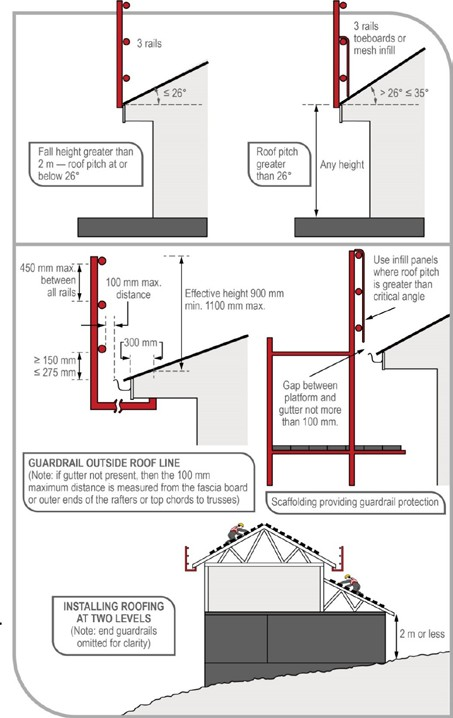 3 rails
≤ 26°
Fall height greater than
2 m — roof pitch at or
below 26°
3 rails
toeboards or
mesh infill
> 26° ≤ 35°
Roof pitch
greater
than 26°
Any height
450 mm max.
between
all rails
100 mm max.
distance
Effective height 900 mm
min. 1100 mm max.
300 mm
≥ 150 mm
≤ 275 mm
GUARDRAIL OUTSIDE ROOF LINE
(Note: if gutter not present, then the 100 mm
maximum distance is measured from the fascia board
or outer ends of the rafters or top chords to trusses)
Use infill panels
where roof pitch
is greater than
critical angle
Gap between
platform and
gutter not more
than 100 mm.
Scaffolding providing guardrail protection
INSTALLING ROOFING
AT TWO LEVELS
(Note: end guardrails
omitted for clarity)
2 m or less